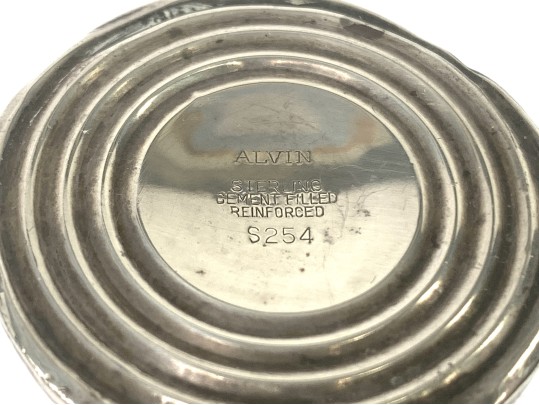 ALVIN
STERLING
CEMENT FILLED
REINFORCED
S254